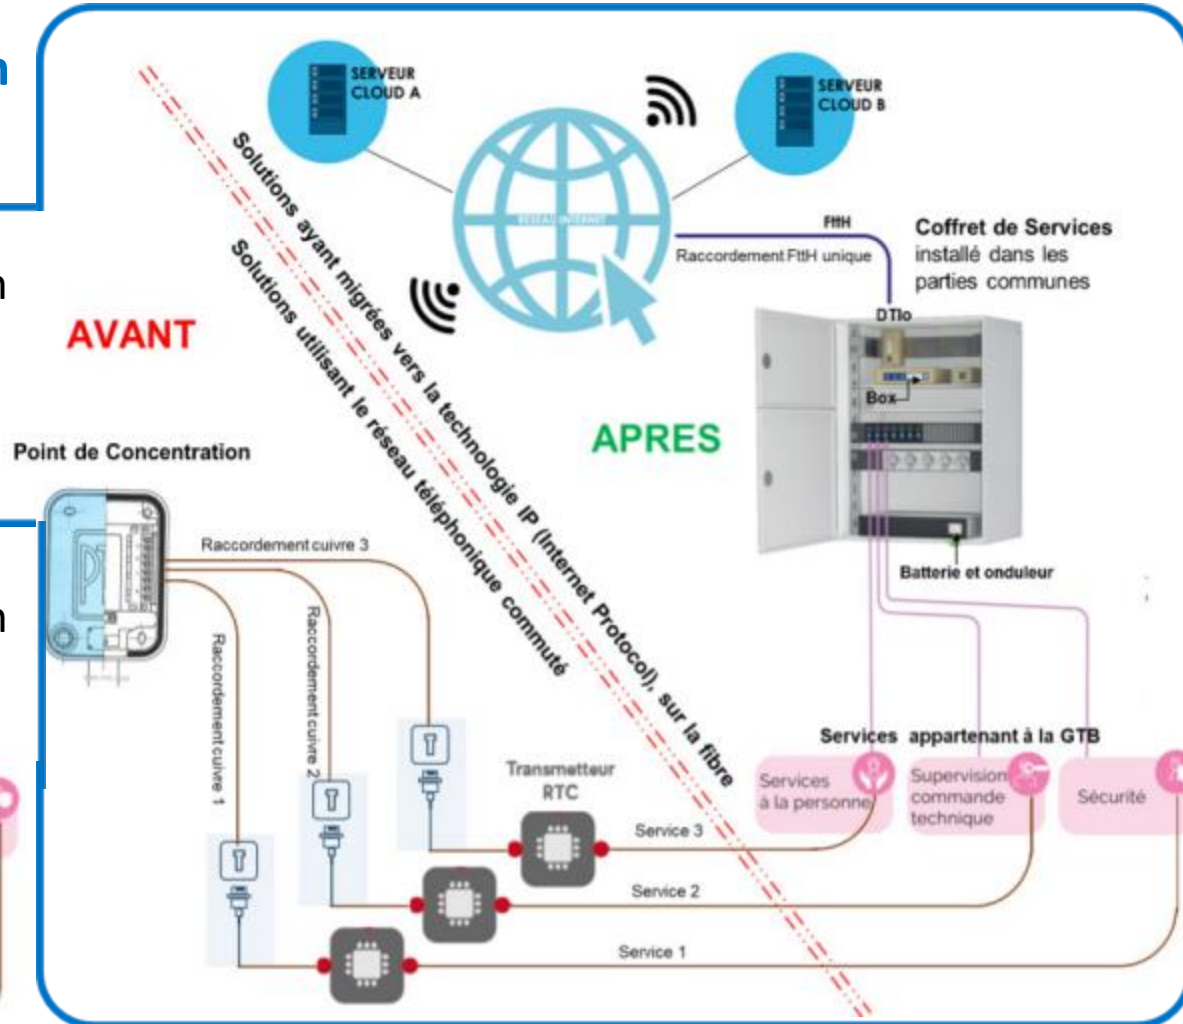 n
SERVEUR
CLOUD A
SERVEUR
CLOUD B
RESEAU INTERNET
FttH
Raccordement FttH unique
Coffret de Services
installé dans les
parties communes
n
AVANT
Solutions ayant migrées vers la technologie IP (Internet Protocol), sur la fibre
Solutions utilisant le réseau téléphonique commuté
DTIo
Box
APRES
Point de Concentration
Raccordement cuivre 3
Batterie et onduleur
n
Raccordement cuivre 1
Raccordement cuivre 2
Services appartenant à la GTB
Transmetteur
RTC
Services
à la personne
Supervision
commande
technique
Sécurité
Service 3
Service 2
Service 1